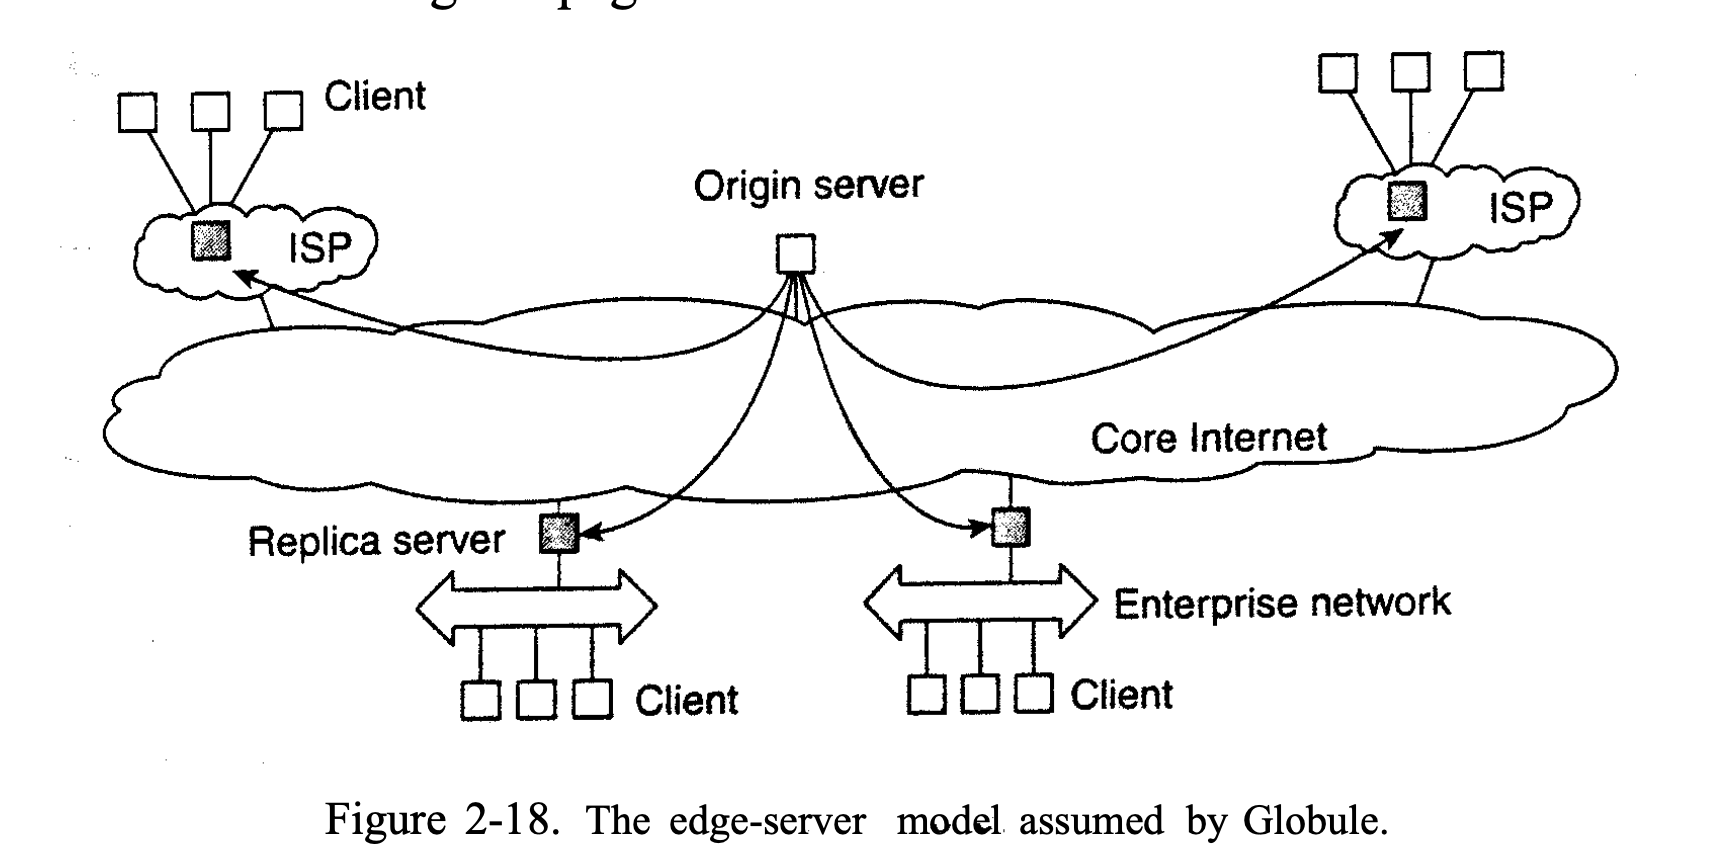 Client
Origin server
ISP
ISP
Core Internet
Replica server
Enterprise network
Client
Client
Figure 2-18. The edge-server model assumed by Globule.